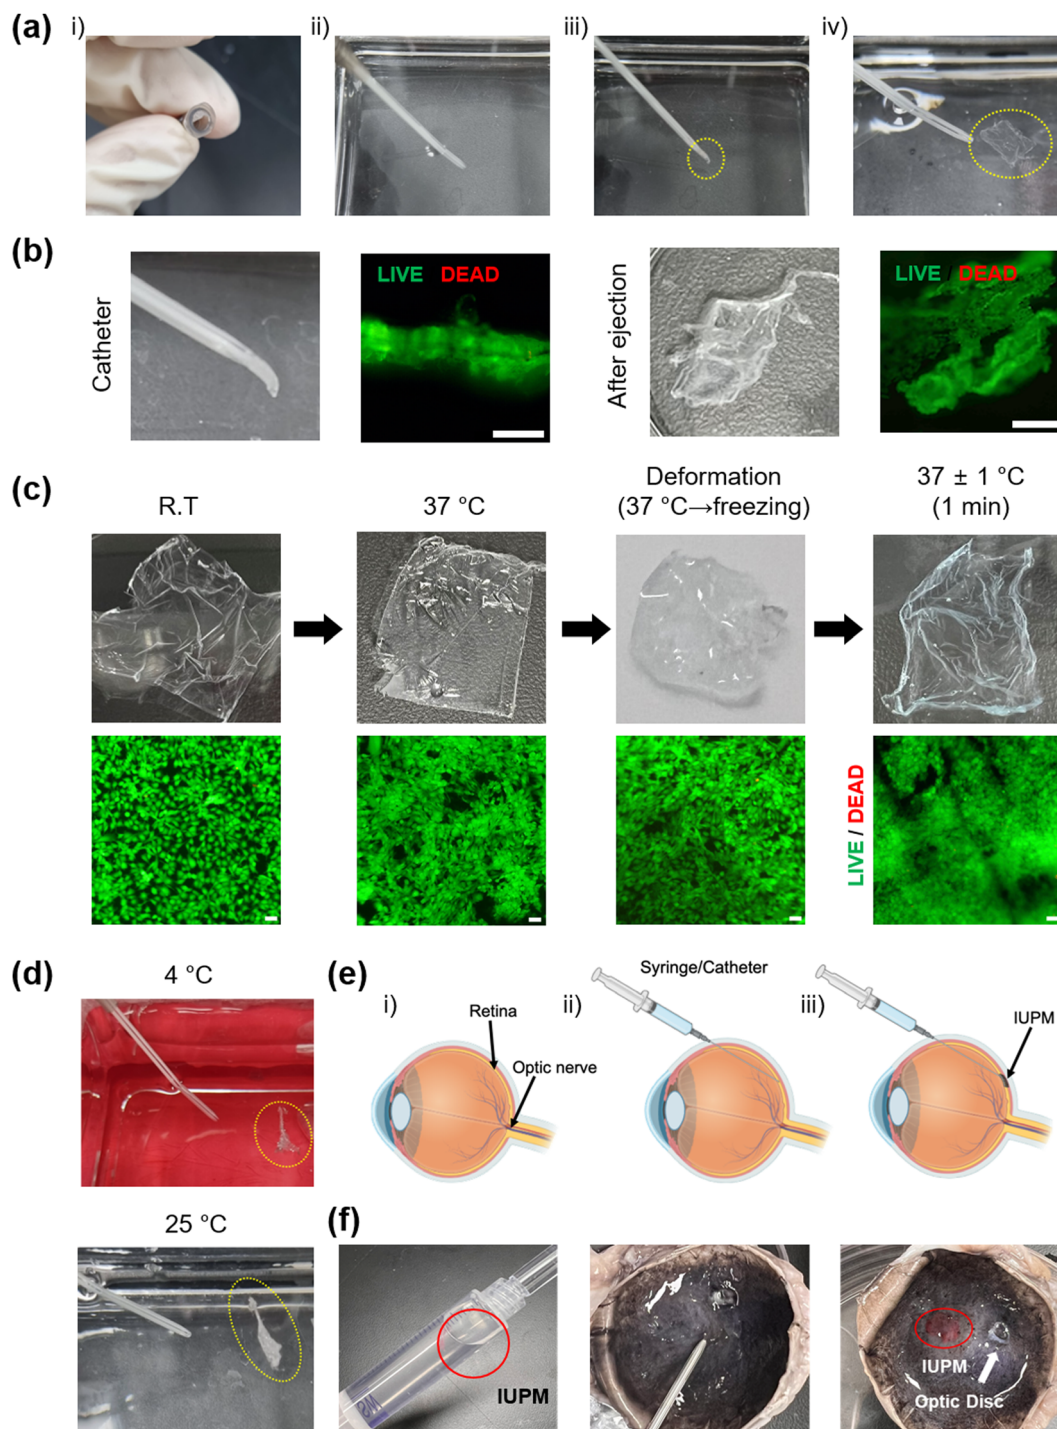 (a)
i)
ii)
iii)
iv)
(b)
Catheter
LIVE DEAD
After ejection
LIVE / DEAD
(c)
R.T
37 °C
Deformation
(37 °C→freezing)
37 ± 1 °C
(1 min)
LIVE / DEAD
(d)
4 °C
25 °C
(e)
i)
Retina
Optic nerve
ii)
Syringe/Catheter
iii)
IUPM
(f)
IUPM
IUPM
Optic Disc